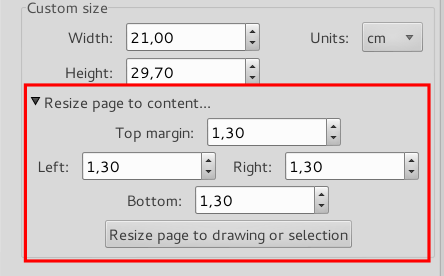 Custom size
Width: 21,00 Units: cm
Height: 29,70
Resize page to content...
Top margin: 1,30
Left: 1,30 Right: 1,30
Bottom: 1,30
Resize page to drawing or selection